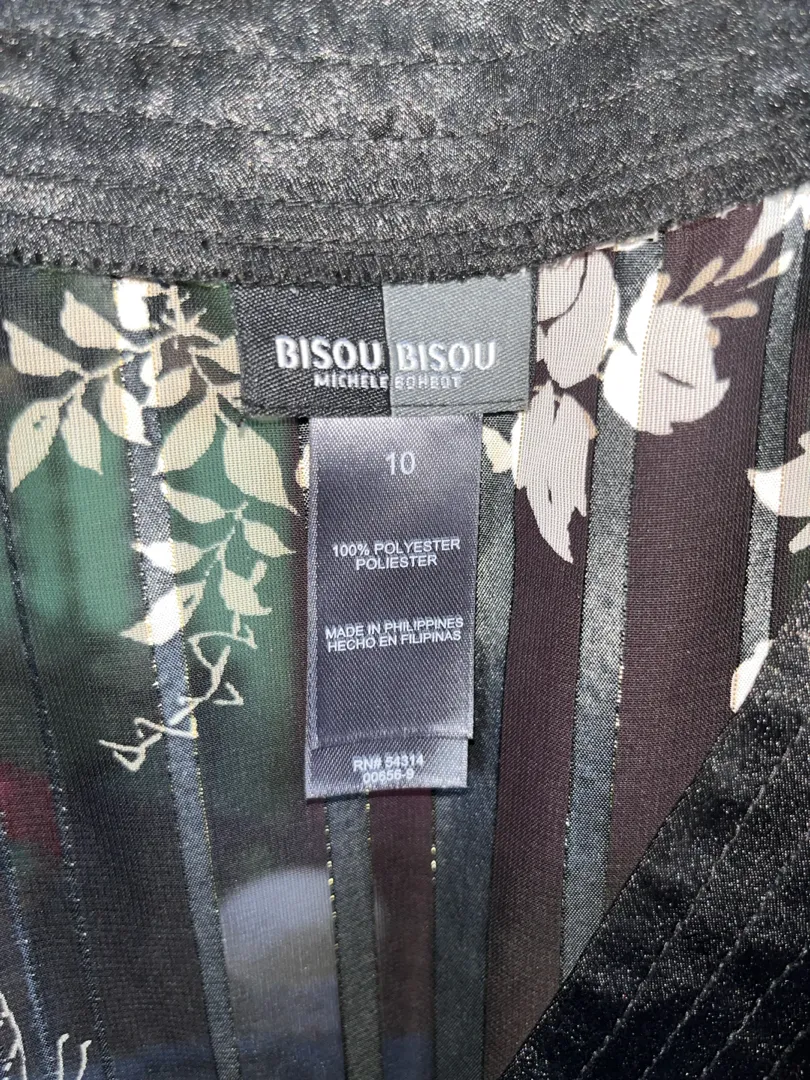 BISOU BISOU
MICHELE BOHBOT
10
100% POLYESTER
POLIESTER
MADE IN PHILIPPINES
HECHO EN FILIPINAS
RN# 54314
00656-9